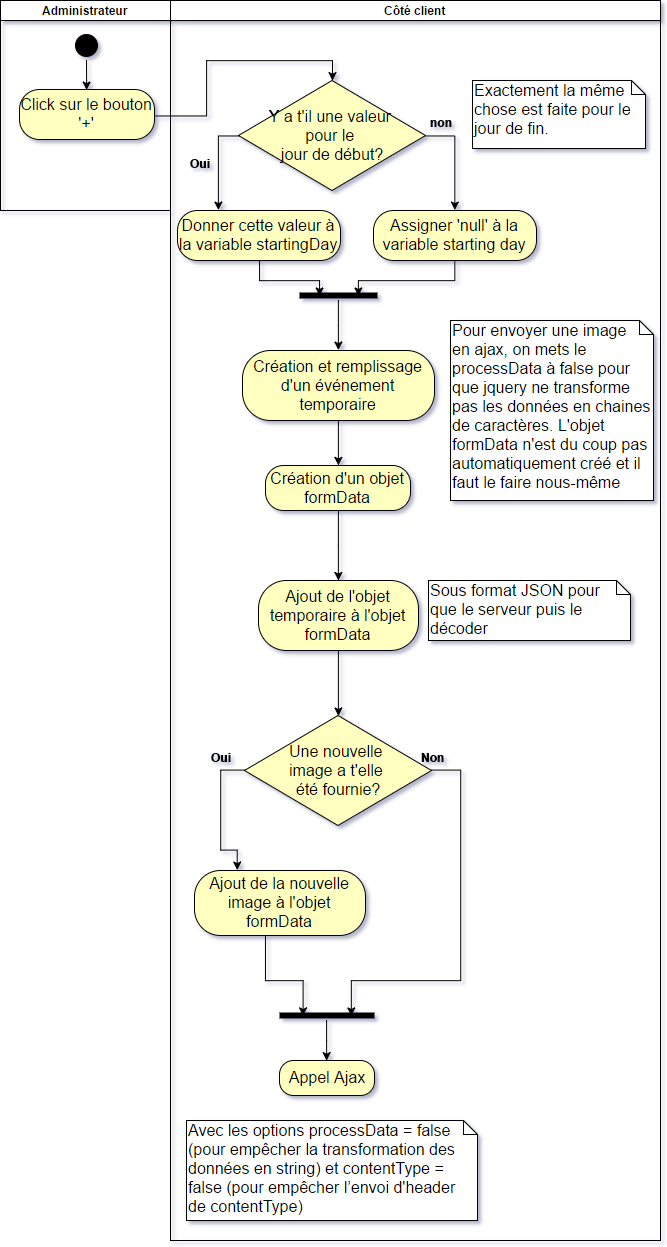 Administrateur
Côté client
Click sur le bouton
'+'
Y a t'il une valeur
pour le
jour de début?
non
Oui
Exactement la même
chose est faite pour le
jour de fin.
Donner cette valeur à
la variable startingDay
Assigner 'null' à la
variable starting day
Création et remplissage
d'un événement
temporaire
Pour envoyer une image
en ajax, on mets le
processData à false pour
que jquery ne transforme
pas les données en chaines
de caractères. L'objet
formData n'est du coup pas
automatiquement créé et il
faut le faire nous-même
Création d'un objet
formData
Ajout de l'objet
temporaire à l'objet
formData
Sous format JSON pour
que le serveur puis le
décoder
Une nouvelle
image a t'elle
été fournie?
Oui
Non
Ajout de la nouvelle
image à l'objet
formData
Appel Ajax
Avec les options processData = false
(pour empêcher la transformation des
données en string) et contentType =
false (pour empêcher l'envoi d'header
de contentType)